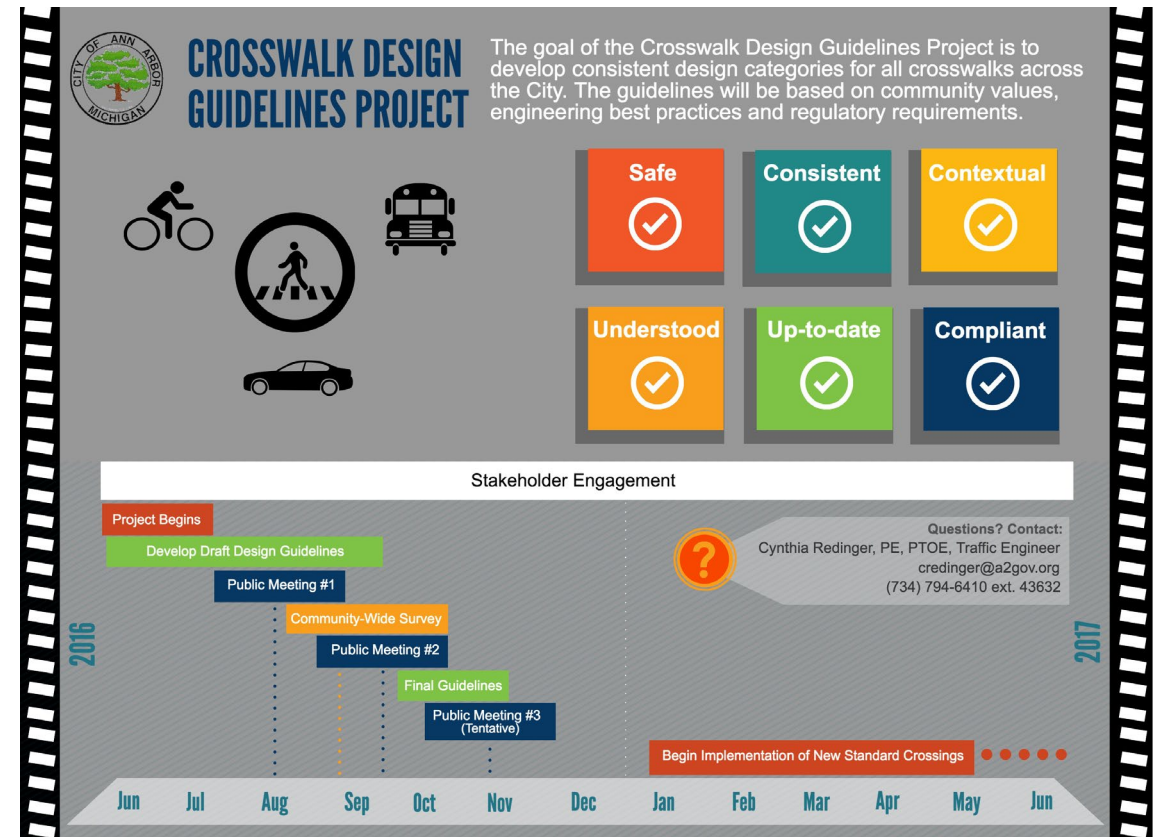 CITY OF ANN ARBOR
MICHIGAN
CROSSWALK DESIGN
GUIDELINES PROJECT
The goal of the Crosswalk Design Guidelines Project is to
develop consistent design categories for all crosswalks across
the City. The guidelines will be based on community values,
engineering best practices and regulatory requirements.
Safe
Consistent
Contextual
Understood
Up-to-date
Compliant
Stakeholder Engagement
Project Begins
Develop Draft Design Guidelines
Public Meeting #1
Community-Wide Survey
Public Meeting #2
Final Guidelines
Public Meeting #3
(Tentative)
Begin Implementation of New Standard Crossings
?
Questions? Contact:
Cynthia Redinger, PE, PTOE, Traffic Engineer
credinger@a2gov.org
(734) 794-6410 ext. 43632
2016
2017
Jun
Jul
Aug
Sep
Oct
Nov
Dec
Jan
Feb
Mar
Apr
May
Jun